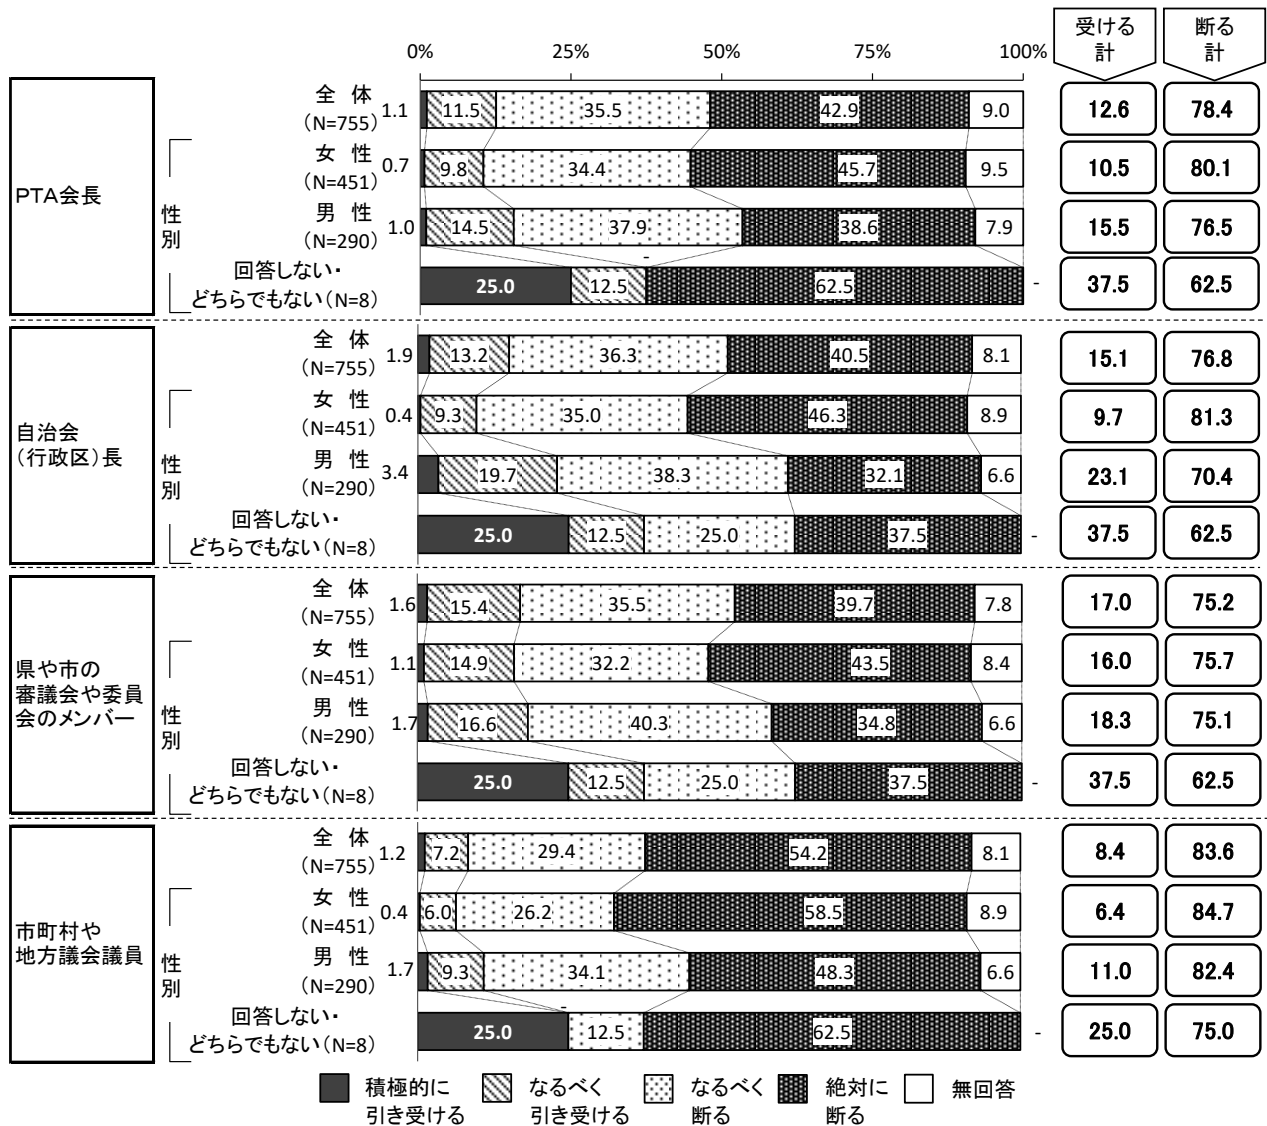 受ける計
断る計
0% 25% 50% 75% 100%
PTA会長
全 体 (N=755) 1.1 11.5 35.5 42.9 9.0 12.6 78.4
性別
女 性 (N=451) 0.7 9.8 34.4 45.7 9.5 10.5 80.1
男 性 (N=290) 1.0 14.5 37.9 38.6 7.9 15.5 76.5
回答しない・
どちらでもない(N=8) 25.0 12.5 - 62.5 - 37.5 62.5
自治会
(行政区)長
全 体 (N=755) 1.9 13.2 36.3 40.5 8.1 15.1 76.8
性別
女 性 (N=451) 0.4 9.3 35.0 46.3 8.9 9.7 81.3
男 性 (N=290) 3.4 19.7 38.3 32.1 6.6 23.1 70.4
回答しない・
どちらでもない(N=8) 25.0 12.5 25.0 37.5 - 37.5 62.5
県や市の
審議会や委員
会のメンバー
全 体 (N=755) 1.6 15.4 35.5 39.7 7.8 17.0 75.2
性別
女 性 (N=451) 1.1 14.9 32.2 43.5 8.4 16.0 75.7
男 性 (N=290) 1.7 16.6 40.3 34.8 6.6 18.3 75.1
回答しない・
どちらでもない(N=8) 25.0 12.5 25.0 37.5 - 37.5 62.5
市町村や
地方議会議員
全 体 (N=755) 1.2 7.2 29.4 54.2 8.1 8.4 83.6
性別
女 性 (N=451) 0.4 6.0 26.2 58.5 8.9 6.4 84.7
男 性 (N=290) 1.7 9.3 34.1 48.3 6.6 11.0 82.4
回答しない・
どちらでもない(N=8) 25.0 - 12.5 62.5 - 25.0 75.0
積極的に
引き受ける
なるべく
引き受ける
なるべく
断る
絶対に
断る
無回答